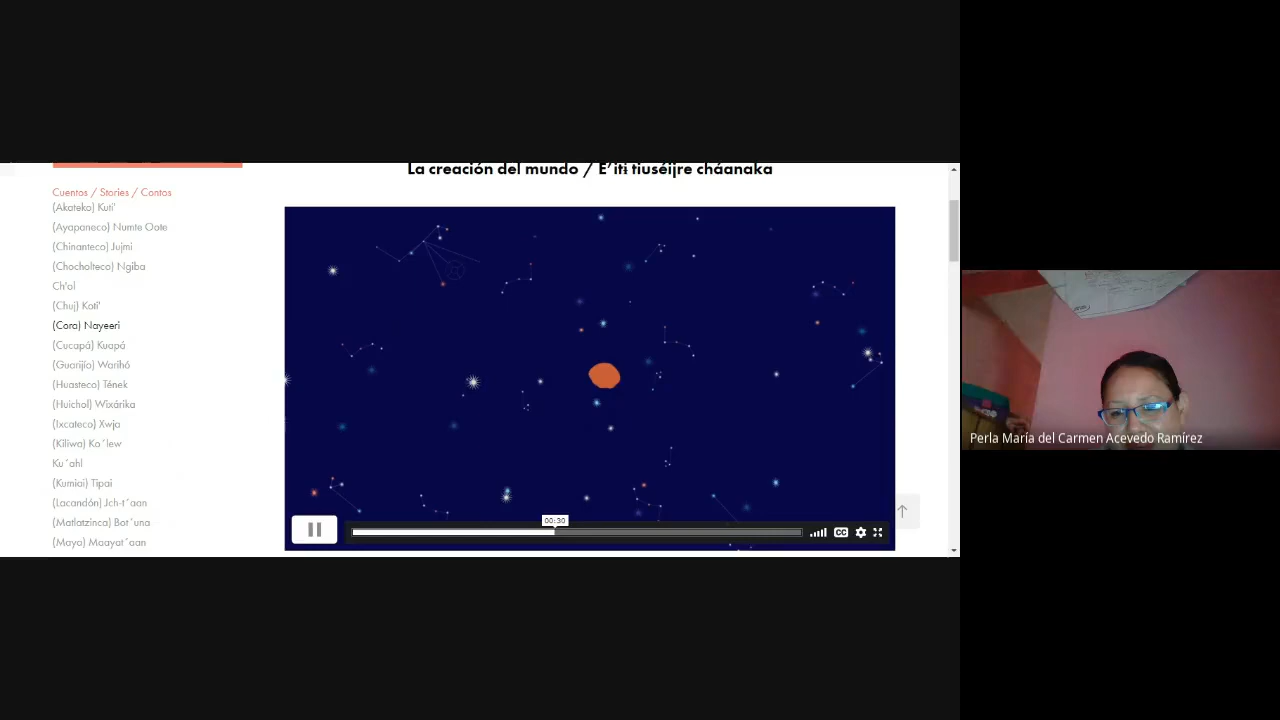 La creación del mundo / E´iti tiuséijre cháanaka
Cuentos / Stories / Contos
(Akateko) Kuti'
(Ayapaneco) Numte Oote
(Chinanteco) Jujmi
(Chocholteco) Ngiba
Ch'ol
(Chuj) Koti'
(Cora) Nayeeri
(Cucapá) Kuapá
(Guarijío) Warihó
(Huasteco) Tének
(Huichol) Wixárika
(Ixcateco) Xwja
(Kiliwa) Ko´lew
Ku´ahl
(Kumiai) Tipai
(Lacandón) Jch-t´aan
(Matlatzinca) Bot´una
(Maya) Maayat´aan
00:30
CC
Perla María del Carmen Acevedo Ramírez